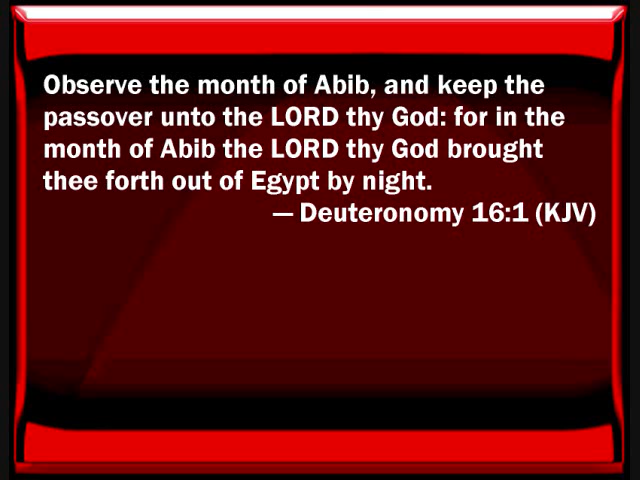 Observe the month of Abib, and keep the
passover unto the LORD thy God: for in the
month of Abib the LORD thy God brought
thee forth out of Egypt by night.
— Deuteronomy 16:1 (KJV)